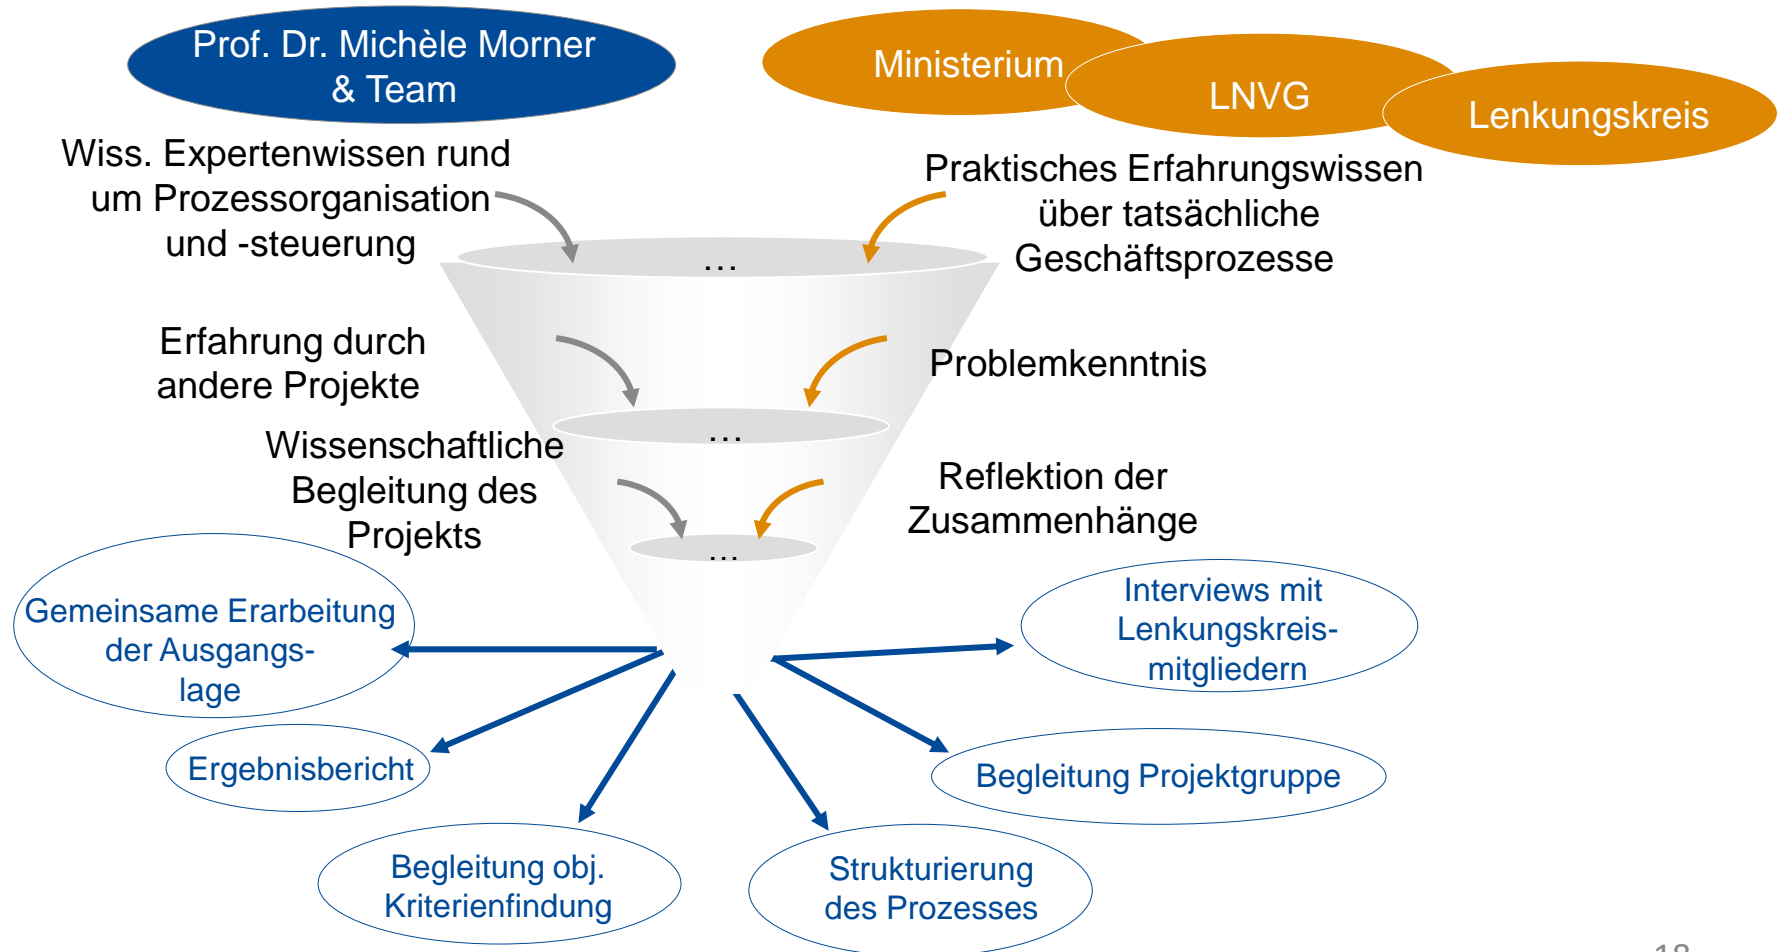 Prof. Dr. Michèle Morner
& Team
Ministerium
LNVG
Lenkungskreis
Wiss. Expertenwissen rund
um Prozessorganisation
und -steuerung
Praktisches Erfahrungswissen
über tatsächliche
Geschäftsprozesse
...
Erfahrung durch
andere Projekte
Problemkenntnis
...
Wissenschaftliche
Begleitung des
Projekts
Reflektion der
Zusammenhänge
...
Gemeinsame Erarbeitung
der Ausgangs-
lage
Interviews mit
Lenkungskreis-
mitgliedern
Ergebnisbericht
Begleitung Projektgruppe
Begleitung obj.
Kriterienfindung
Strukturierung
des Prozesses
18